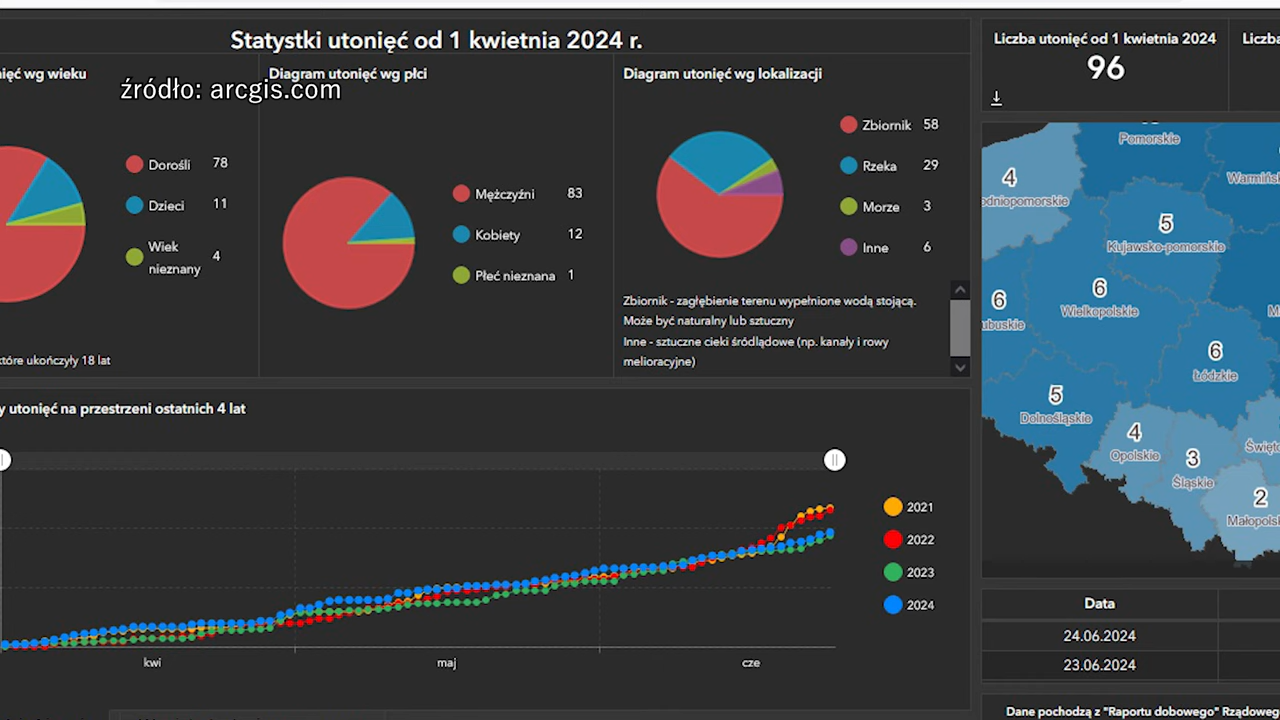 Statystki utonięć od 1 kwietnia 2024 r.
wg wieku
źródło: arcgis.com
Dorośli 78
Dzieci 11
Wiek
nieznany 4
które ukończyły 18 lat
Diagram utonięć wg płci
Mężczyźni 83
Kobiety 12
Płeć nieznana 1
Diagram utonięć wg lokalizacji
Zbiornik 58
Rzeka 29
Morze 3
Inne 6
Zbiornik - zagłębienie terenu wypełnione wodą stojącą.
Może być naturalny lub sztuczny
Inne - sztuczne cieki śródlądowe (np. kanały i rowy
melioracyjne)
Liczba utonięć od 1 kwietnia 2024
96
Pomorskie
4
5
Kujawsko-pomorskie
6
Wielkopolskie
6
6
Łódzkie
5
Dolnośląskie
4
Opolskie
3
Śląskie
2
utonięć na przestrzeni ostatnich 4 lat
2021
2022
2023
2024
kwi
maj
cze
Data
24.06.2024
23.06.2024
Dane pochodzą z "Raportu dobowego"